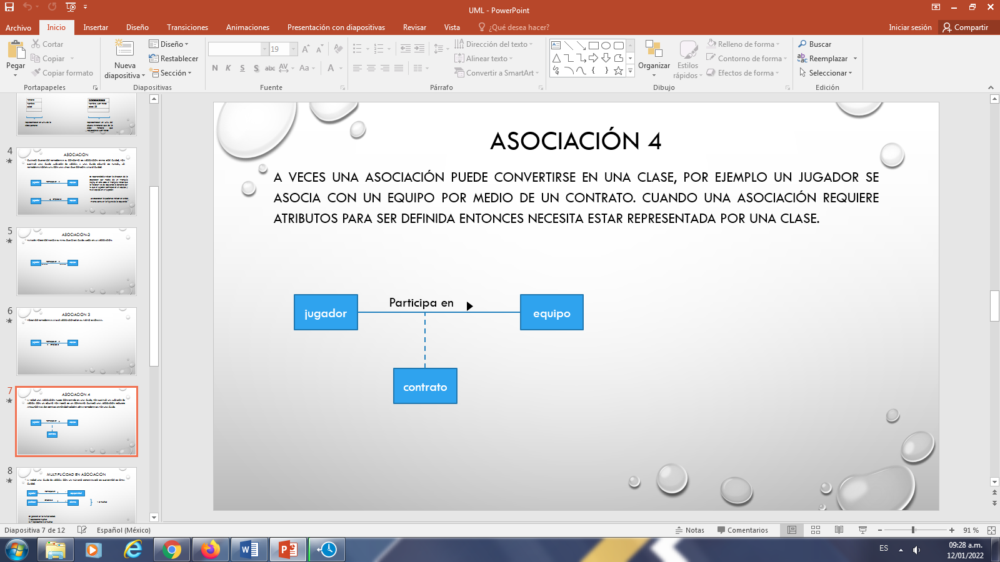 UML - PowerPoint
Archivo Inicio Insertar Diseño Transiciones Animaciones Presentación con diapositivas Revisar Vista ¿Qué desea hacer? Iniciar sesión Compartir
Pegar
Cortar
Copiar
Copiar formato
Portapapeles
Nueva
diapositiva
Diseño
Restablecer
Sección
Diapositivas
19
N K S S abc AV Aa A
Fuente
Dirección del texto
Alinear texto
Convertir a SmartArt
Párrafo
Organizar
Estilos
rápidos
Relleno de forma
Contorno de forma
Efectos de forma
Dibujo
Buscar
Reemplazar
Seleccionar
Edición
4
ASOCIACIÓN
5
ASOCIACIÓN-2
6
ASOCIACIÓN 3
7
ASOCIACIÓN 4
8
MULTIPLICIDAD EN ASOCIACIÓN
ASOCIACIÓN 4
A VECES UNA ASOCIACIÓN PUEDE CONVERTIRSE EN UNA CLASE, POR EJEMPLO UN JUGADOR SE
ASOCIA CON UN EQUIPO POR MEDIO DE UN CONTRATO. CUANDO UNA ASOCIACIÓN REQUIERE
ATRIBUTOS PARA SER DEFINIDA ENTONCES NECESITA ESTAR REPRESENTADA POR UNA CLASE.
jugador
Participa en
equipo
contrato
Diapositiva 7 de 12 Español (México) Notas Comentarios 91 %
ES
09:28 a.m.
12/01/2022